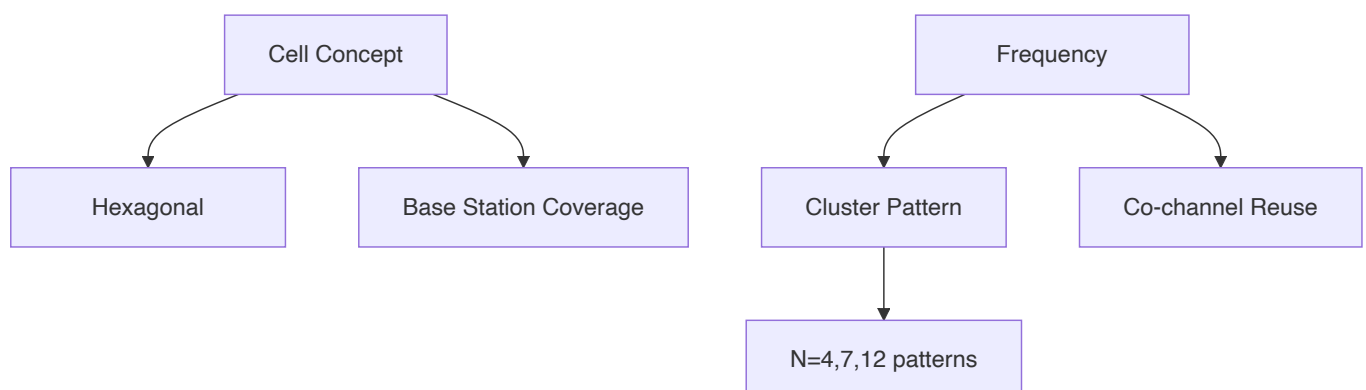 Cell Concept
Frequency
Hexagonal
Base Station Coverage
Cluster Pattern
Co-channel Reuse
N=4,7,12 patterns